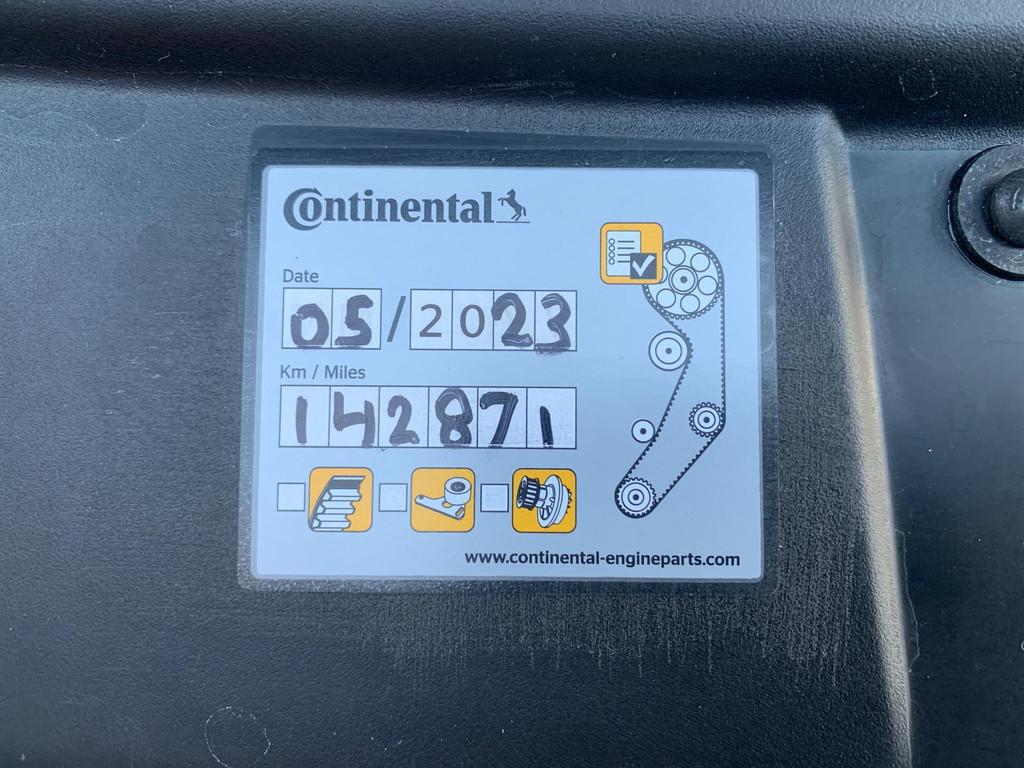 Continental
Date
05/2023
Km / Miles
142871
www.continental-engineparts.com